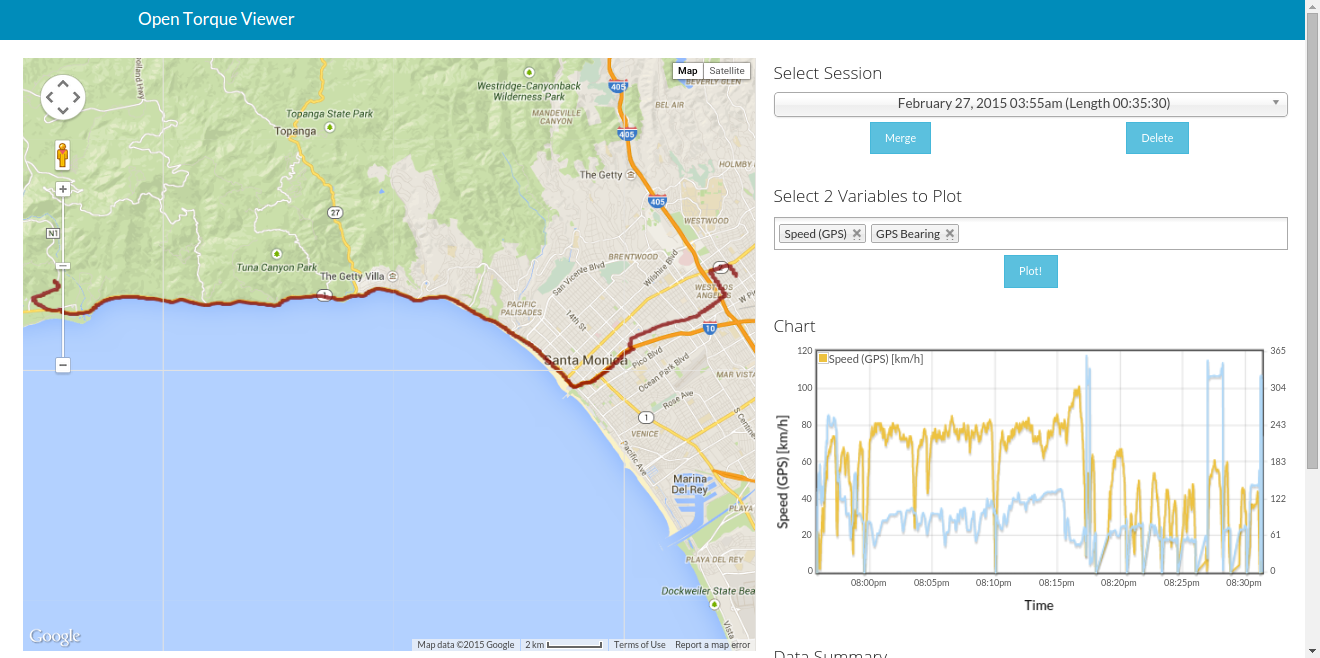 Open Torque Viewer
Map
Satellite
405
BEVERLY GLEN
Westridge-Canyonback
Wilderness Park
BEL AIR
Topanga State Park
MANDEVILLE
CANYON
Topanga
405
HOLMBY
The Getty
405
27
WESTWOOD
N1
BRENTWOOD
Wilshire Blvd
Tuna Canyon Park
San Vicente Blvd
The Getty Villa
1
PACIFIC
PALISADES
14th St
10
Santa Monica
Pico Blvd
Ocean Park Blvd
MAR VISTA
Rose Ave
1
VENICE
Pacific Ave
Marina
Del Rey
PLAYA
PLAYA DEL REY
Dockweiler State Bea
Vista
Google
Map data ©2015 Google
2 km
Terms of Use
Report a map error
Select Session
February 27, 2015 03:55am (Length 00:35:30)
Merge
Delete
Select 2 Variables to Plot
Speed (GPS)
GPS Bearing
Plot!
Chart
Speed (GPS) [km/h]
120
100
80
60
40
20
0
365
304
243
183
122
61
0
Speed (GPS) [km/h]
08:00pm 08:05pm 08:10pm 08:15pm 08:20pm 08:25pm 08:30pm
Time
Data Summary